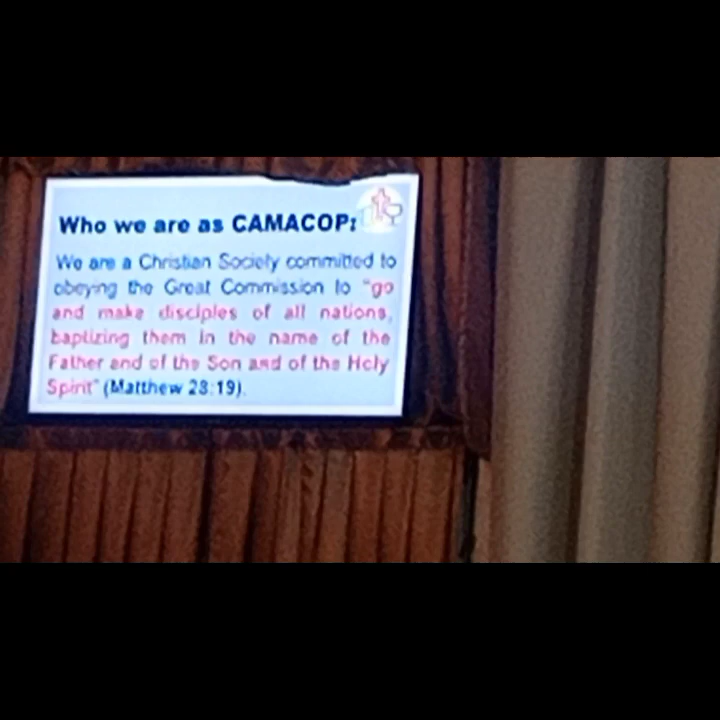 Who we are as CAMACOP:
We are a Christian Society committed to
obeying the Great Commission to "go
and make disciples of all nations,
baptizing them in the name of the
Father and of the Son and of the Holy
Spirit" (Matthew 28:19).